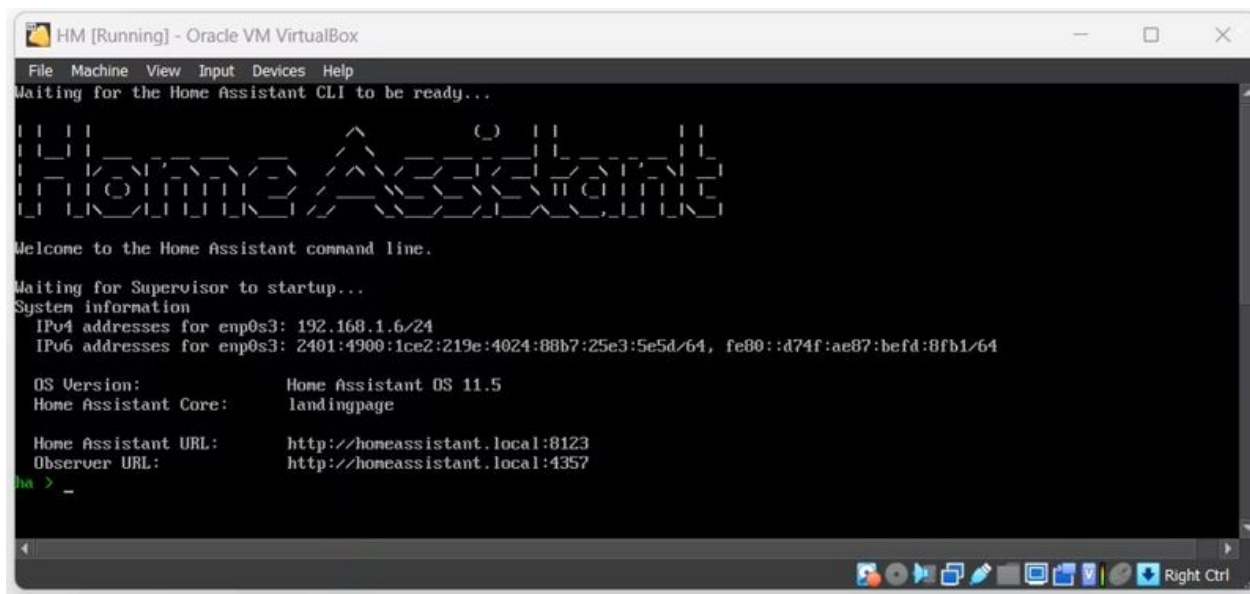 HM [Running] - Oracle VM VirtualBox
File Machine View Input Devices Help
Waiting for the Home Assistant CLI to be ready...
Home Assistant
Welcome to the Home Assistant command line.
Waiting for Supervisor to startup...
System information
IPv4 addresses for enp0s3: 192.168.1.6/24
IPv6 addresses for enp0s3: 2401:4900:1ce2:219e:4024:88b7:25e3:5e5d/64, fe80::d74f:ae87:befd:8fb1/64
OS Version: Home Assistant OS 11.5
Home Assistant Core: landingpage
Home Assistant URL: http://homeassistant.local:8123
Observer URL: http://homeassistant.local:4357
ha > _
Right Ctrl